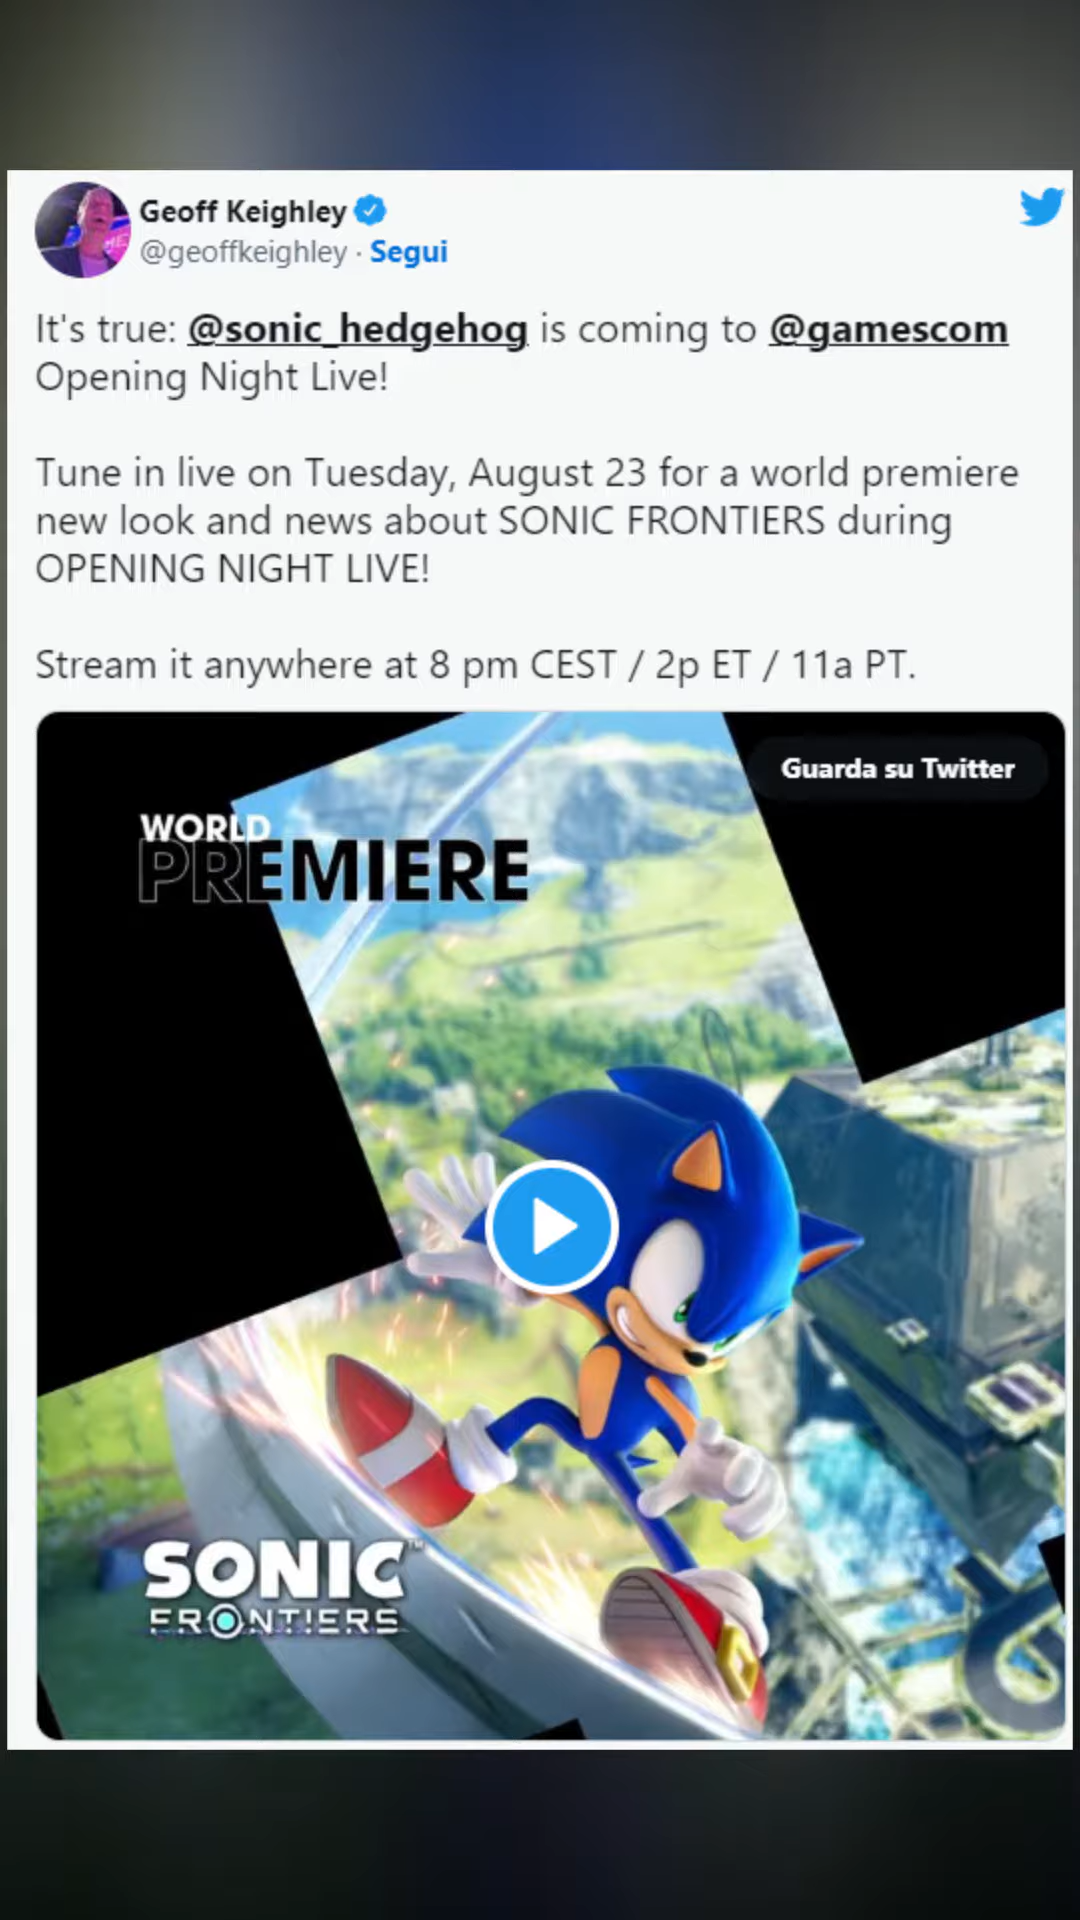 Geoff Keighley
@geoffkeighley · Segui
It's true: @sonic_hedgehog is coming to @gamescom
Opening Night Live!
Tune in live on Tuesday, August 23 for a world premiere
new look and news about SONIC FRONTIERS during
OPENING NIGHT LIVE!
Stream it anywhere at 8 pm CEST / 2p ET / 11a PT.
Guarda su Twitter
WORLD
PREMIERE
SONIC™
FRONTIERS